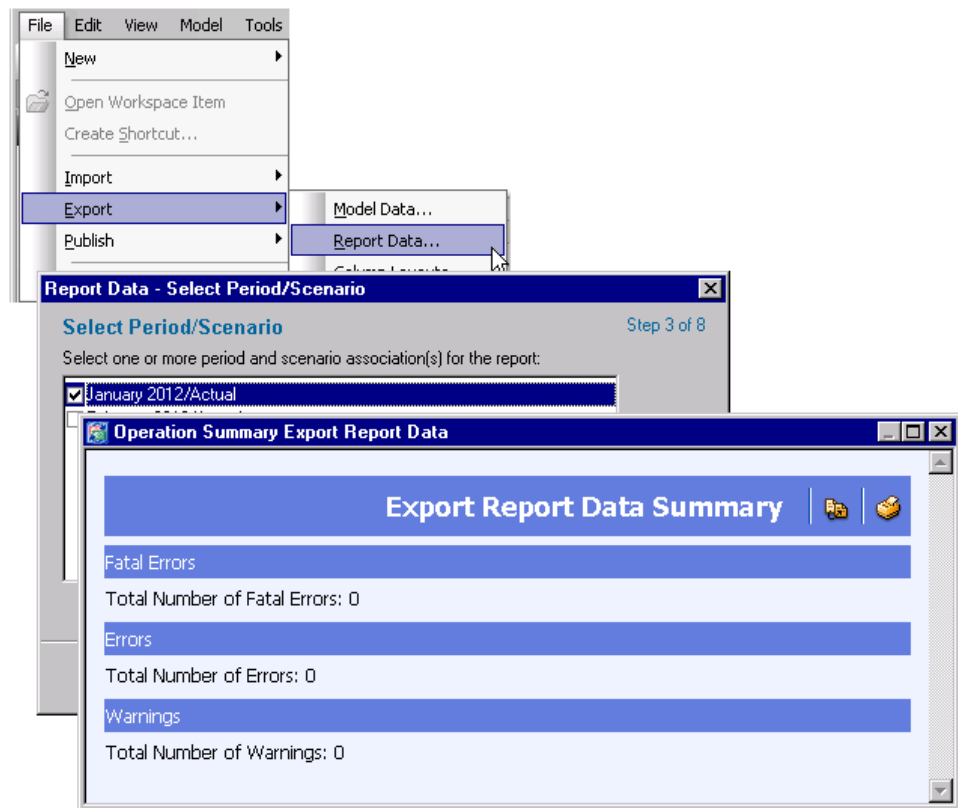 File Edit View Model Tools
New
Open Workspace Item
Create Shortcut...
Import
Export
Publish
Model Data...
Report Data...
Report Data - Select Period/Scenario
Select Period/Scenario
Step 3 of 8
Select one or more period and scenario association(s) for the report:
January 2012/Actual
Operation Summary Export Report Data
Export Report Data Summary
Fatal Errors
Total Number of Fatal Errors: 0
Errors
Total Number of Errors: 0
Warnings
Total Number of Warnings: 0